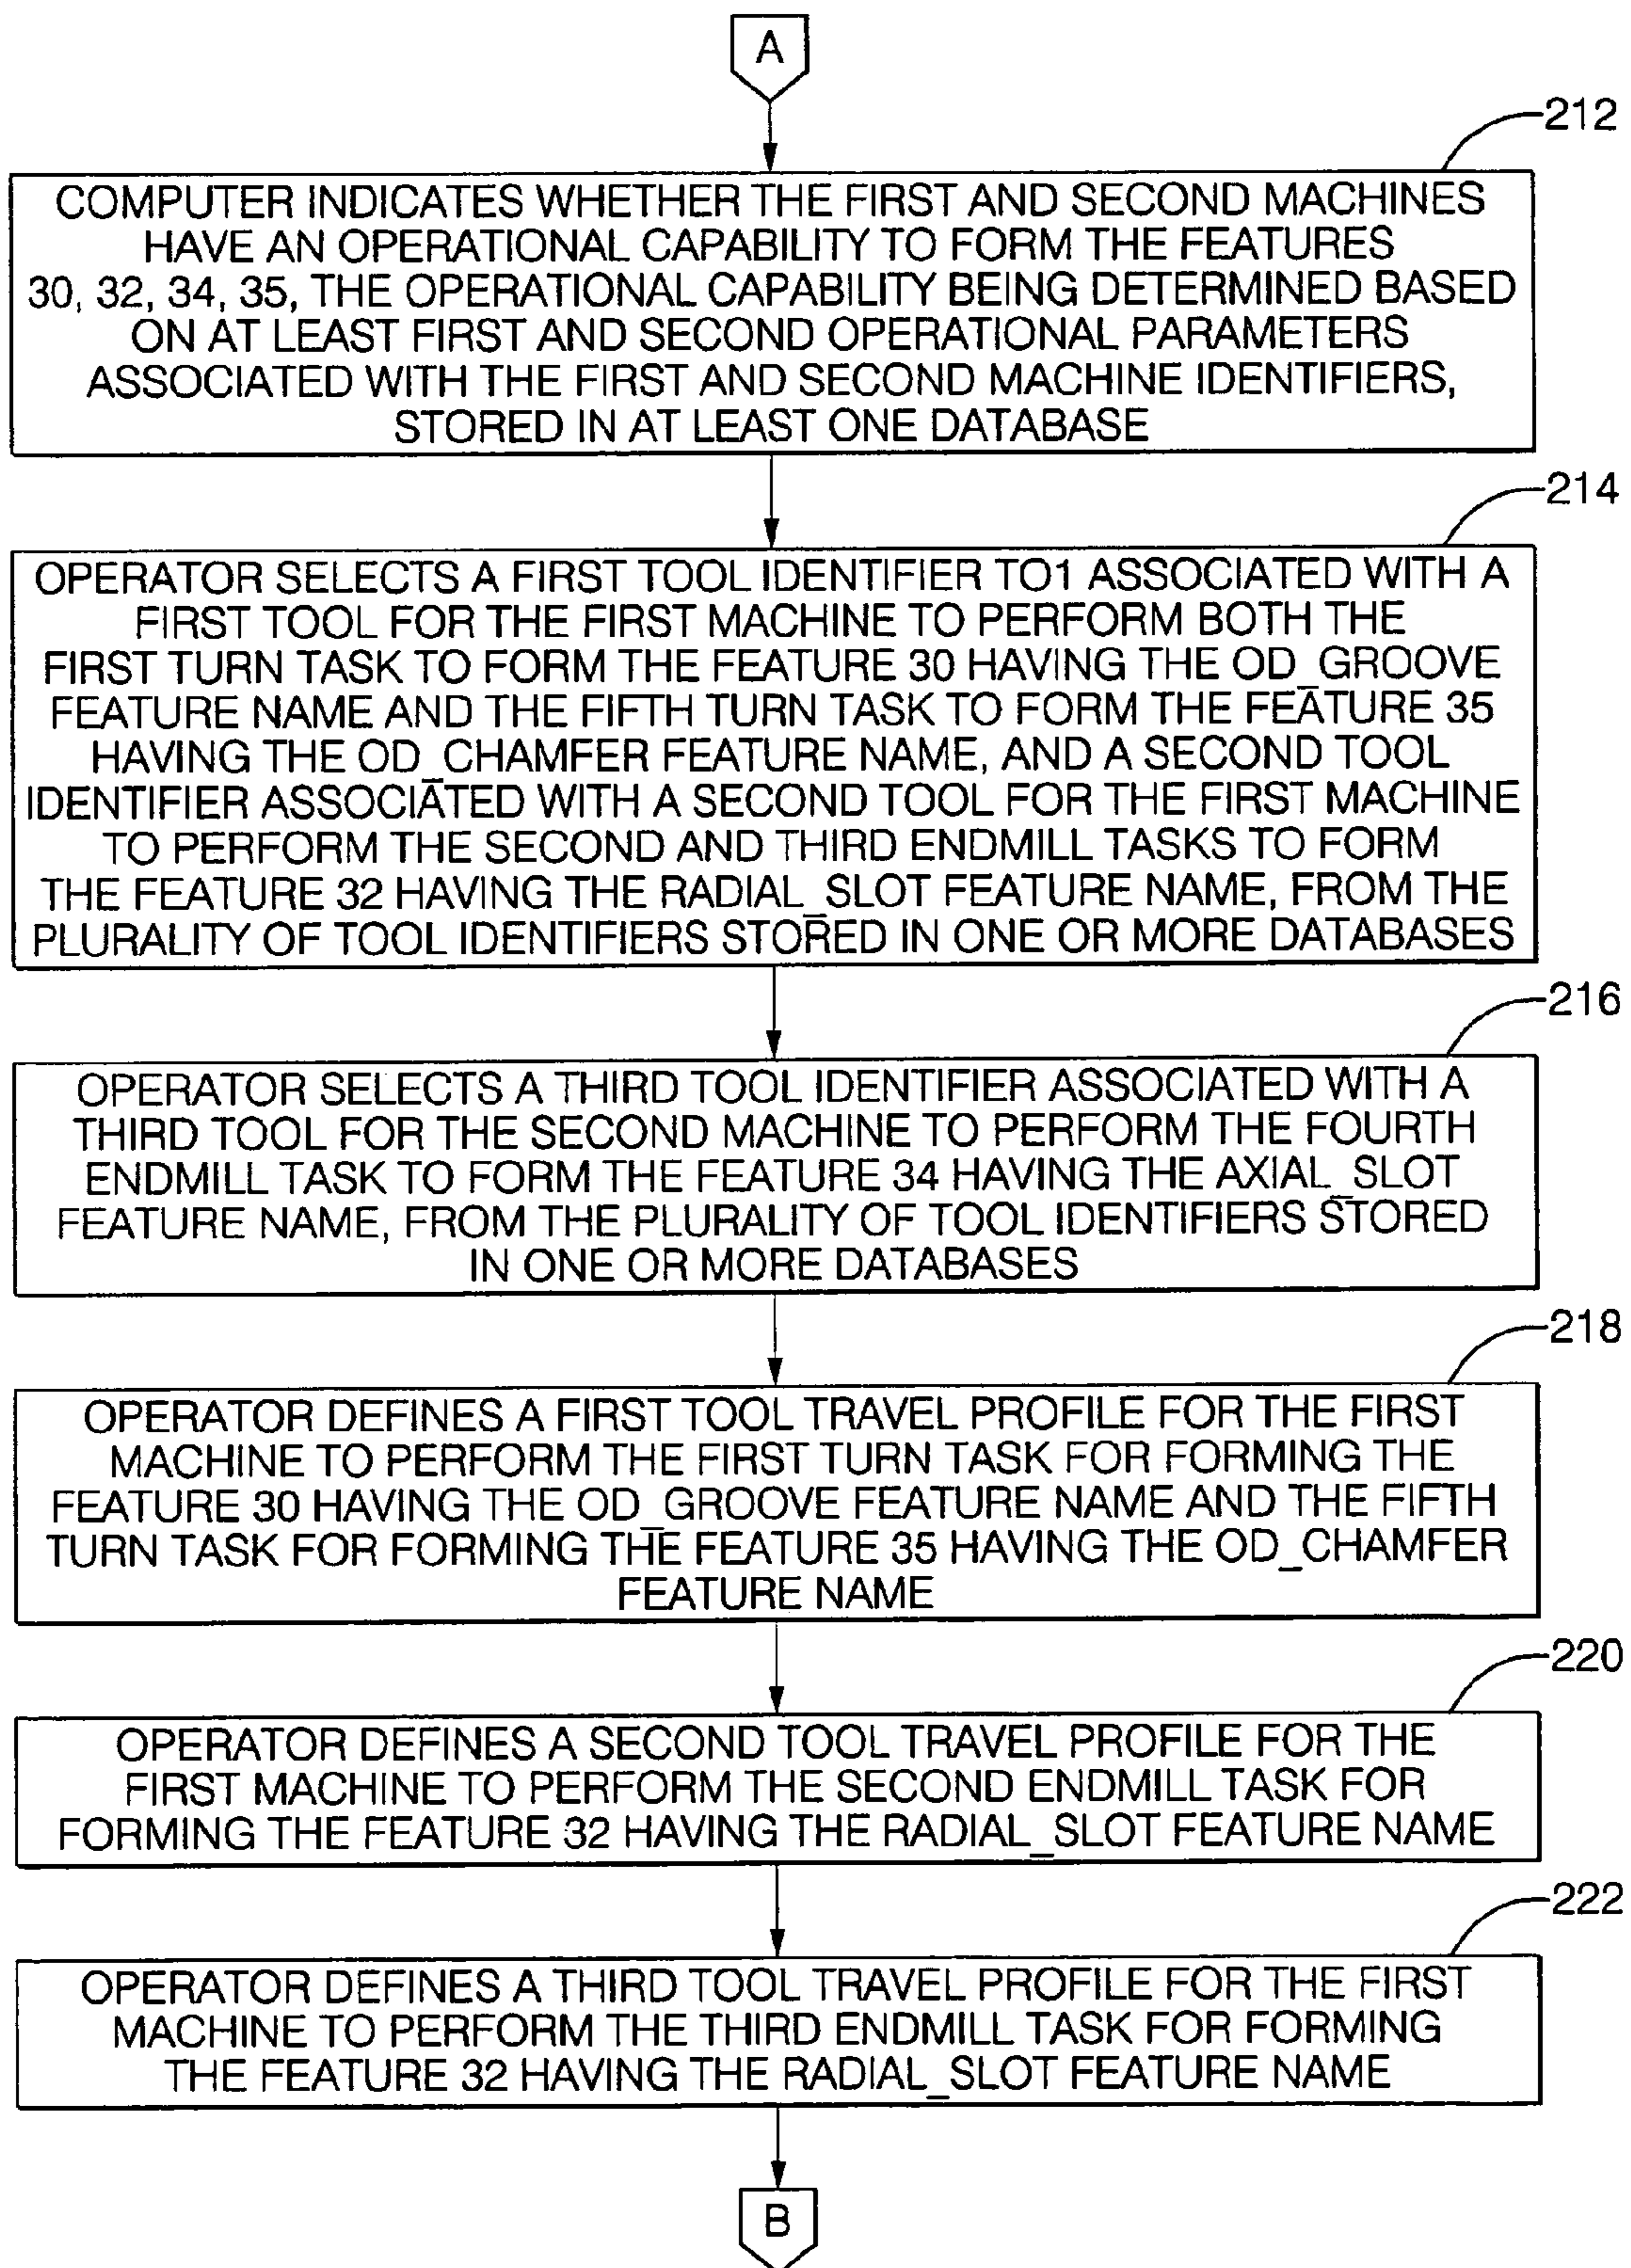 A
212
COMPUTER INDICATES WHETHER THE FIRST AND SECOND MACHINES
HAVE AN OPERATIONAL CAPABILITY TO FORM THE FEATURES
30, 32, 34, 35, THE OPERATIONAL CAPABILITY BEING DETERMINED BASED
ON AT LEAST FIRST AND SECOND OPERATIONAL PARAMETERS
ASSOCIATED WITH THE FIRST AND SECOND MACHINE IDENTIFIERS,
STORED IN AT LEAST ONE DATABASE
214
OPERATOR SELECTS A FIRST TOOL IDENTIFIER TO1 ASSOCIATED WITH A
FIRST TOOL FOR THE FIRST MACHINE TO PERFORM BOTH THE
FIRST TURN TASK TO FORM THE FEATURE 30 HAVING THE OD_GROOVE
FEATURE NAME AND THE FIFTH TURN TASK TO FORM THE FEATURE 35
HAVING THE OD_CHAMFER FEATURE NAME, AND A SECOND TOOL
IDENTIFIER ASSOCIATED WITH A SECOND TOOL FOR THE FIRST MACHINE
TO PERFORM THE SECOND AND THIRD ENDMILL TASKS TO FORM
THE FEATURE 32 HAVING THE RADIAL_SLOT FEATURE NAME, FROM THE
PLURALITY OF TOOL IDENTIFIERS STORED IN ONE OR MORE DATABASES
216
OPERATOR SELECTS A THIRD TOOL IDENTIFIER ASSOCIATED WITH A
THIRD TOOL FOR THE SECOND MACHINE TO PERFORM THE FOURTH
ENDMILL TASK TO FORM THE FEATURE 34 HAVING THE AXIAL_SLOT
FEATURE NAME, FROM THE PLURALITY OF TOOL IDENTIFIERS STORED
IN ONE OR MORE DATABASES
218
OPERATOR DEFINES A FIRST TOOL TRAVEL PROFILE FOR THE FIRST
MACHINE TO PERFORM THE FIRST TURN TASK FOR FORMING THE
FEATURE 30 HAVING THE OD_GROOVE FEATURE NAME AND THE FIFTH
TURN TASK FOR FORMING THE FEATURE 35 HAVING THE OD_CHAMFER
FEATURE NAME
220
OPERATOR DEFINES A SECOND TOOL TRAVEL PROFILE FOR THE
FIRST MACHINE TO PERFORM THE SECOND ENDMILL TASK FOR
FORMING THE FEATURE 32 HAVING THE RADIAL_SLOT FEATURE NAME
222
OPERATOR DEFINES A THIRD TOOL TRAVEL PROFILE FOR THE FIRST
MACHINE TO PERFORM THE THIRD ENDMILL TASK FOR FORMING
THE FEATURE 32 HAVING THE RADIAL_SLOT FEATURE NAME
B